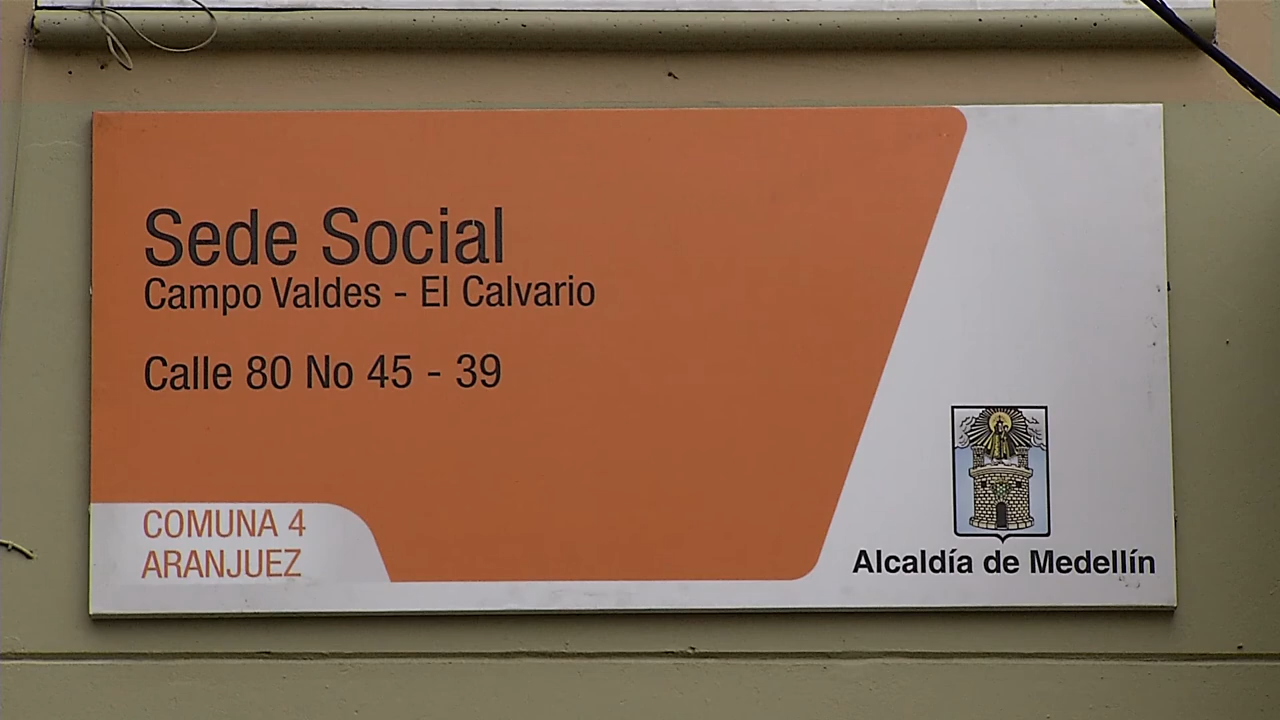 Sede Social
Campo Valdes - El Calvario
Calle 80 No 45 - 39
COMUNA 4
ARANJUEZ
Alcaldía de Medellín